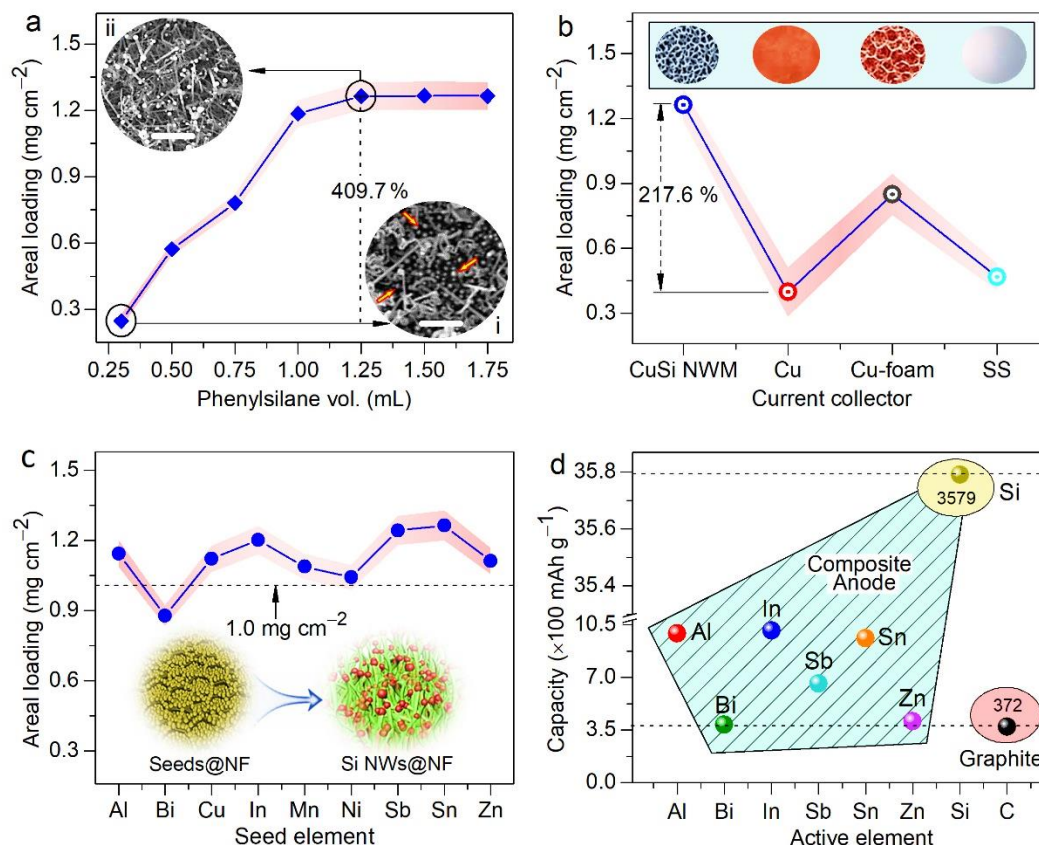 a
ii
1.5
1.2
0.9
0.6
0.3
Areal loading (mg cm−2)
409.7 %
i
0.25 0.50 0.75 1.00 1.25 1.50 1.75
Phenylsilane vol. (mL)
b
1.5
1.2
0.9
0.6
0.3
Areal loading (mg cm−2)
217.6 %
CuSi NWM Cu Cu-foam SS
Current collector
c
1.5
1.2
0.9
0.6
0.3
Areal loading (mg cm−2)
1.0 mg cm−2
Seeds@NF Si NWs@NF
Al Bi Cu In Mn Ni Sb Sn Zn
Seed element
d
35.8
35.6
35.4
10.5
7.0
3.5
0.0
Capacity (×100 mAh g−1)
3579
Si
Composite
Anode
Al
In
Sn
Sb
Bi
Zn
372
Graphite
Al Bi In Sb Sn Zn Si C
Active element